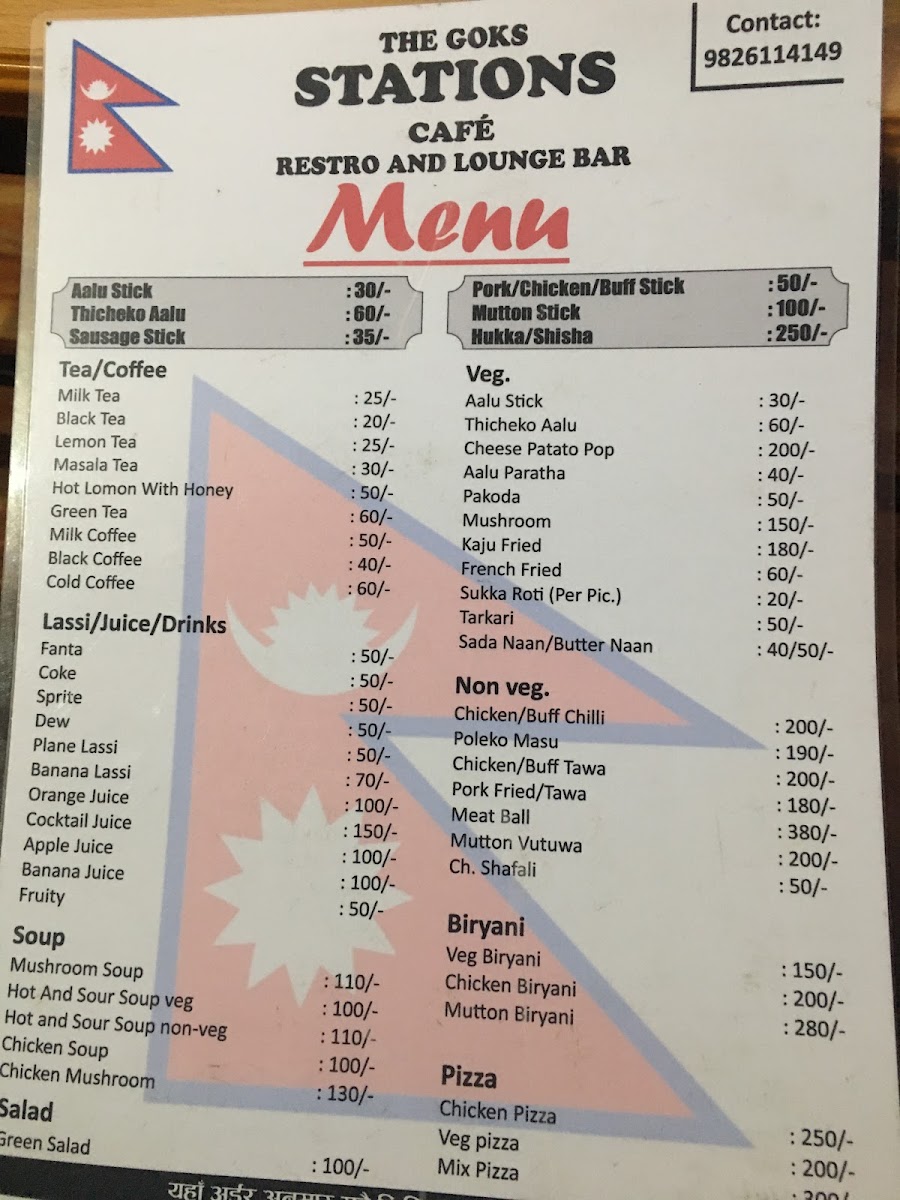 THE GOKS
STATIONS
CAFÉ
RESTRO AND LOUNGE BAR
Contact:
9826114149
Menu
Aalu Stick :30/-
Thicheko Aalu :60/-
Sausage Stick :35/-
Pork/Chicken/Buff Stick :50/-
Mutton Stick :100/-
Hukka/Shisha :250/-
Tea/Coffee
Milk Tea : 25/-
Black Tea : 20/-
Lemon Tea : 25/-
Masala Tea : 30/-
Hot Lomon With Honey : 50/-
Green Tea : 60/-
Milk Coffee : 50/-
Black Coffee : 40/-
Cold Coffee : 60/-
Lassi/Juice/Drinks
Fanta : 50/-
Coke : 50/-
Sprite : 50/-
Dew : 50/-
Plane Lassi : 50/-
Banana Lassi : 70/-
Orange Juice : 100/-
Cocktail Juice : 150/-
Apple Juice : 100/-
Banana Juice : 100/-
Fruity : 50/-
Soup
Mushroom Soup : 110/-
Hot And Sour Soup veg : 100/-
Hot and Sour Soup non-veg : 110/-
Chicken Soup : 100/-
Chicken Mushroom : 130/-
Salad
Green Salad : 100/-
Veg.
Aalu Stick : 30/-
Thicheko Aalu : 60/-
Cheese Patato Pop : 200/-
Aalu Paratha : 40/-
Pakoda : 50/-
Mushroom : 150/-
Kaju Fried : 180/-
French Fried : 60/-
Sukka Roti (Per Pic.) : 20/-
Tarkari : 50/-
Sada Naan/Butter Naan : 40/50/-
Non veg.
Chicken/Buff Chilli : 200/-
Poleko Masu : 190/-
Chicken/Buff Tawa : 200/-
Pork Fried/Tawa : 180/-
Meat Ball : 380/-
Mutton Vutuwa : 200/-
Ch. Shafali : 50/-
Biryani
Veg Biryani : 150/-
Chicken Biryani : 200/-
Mutton Biryani : 280/-
Pizza
Chicken Pizza : 250/-
Veg pizza : 200/-
Mix Pizza
यहाँ अर्डर अनुसार